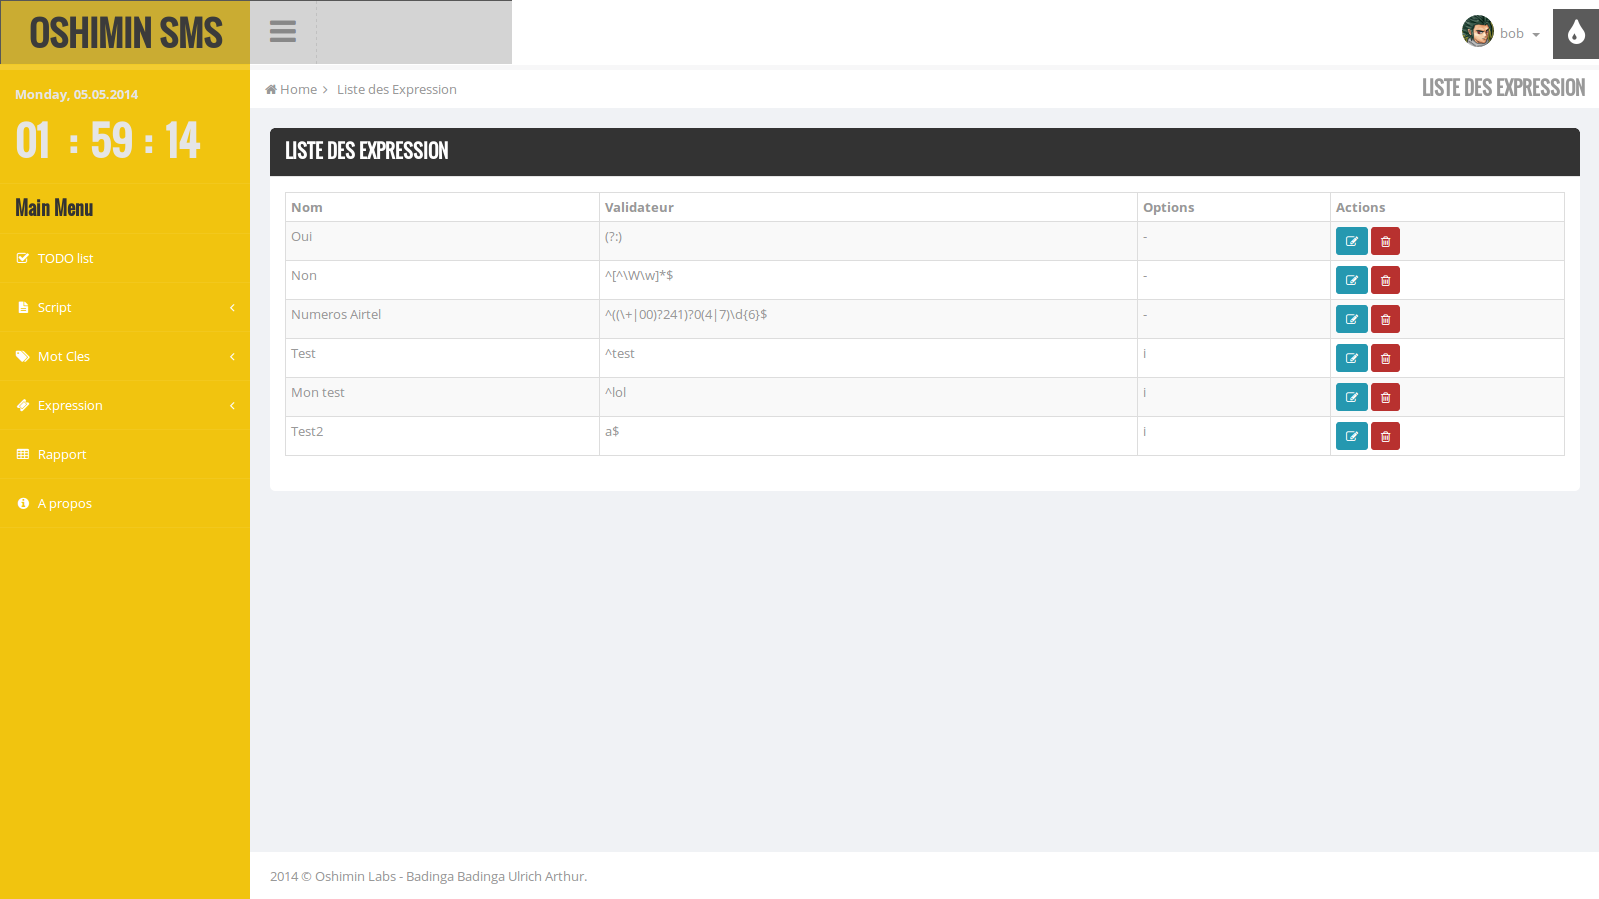 OSHIMIN SMS
bob
Monday, 05.05.2014
01 : 59 : 14
Home > Liste des Expression
LISTE DES EXPRESSION
Main Menu
TODO list
Script
Mot Cles
Expression
Rapport
A propos
LISTE DES EXPRESSION
Nom Validateur Options Actions
Oui (?:) -
Non ^[^\W\w]*$ -
Numeros Airtel ^((\+|00)?241)?0(4|7)\d{6}$ -
Test ^test i
Mon test ^lol i
Test2 a$ i
2014 © Oshimin Labs - Badinga Badinga Ulrich Arthur.